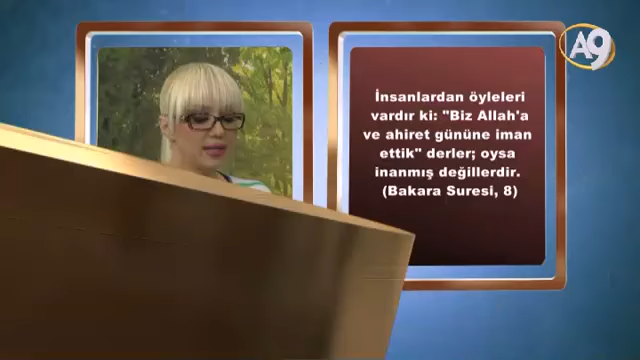 A9
İnsanlardan öyleleri
vardır ki: "Biz Allah'a
ve ahiret gününe iman
ettik" derler; oysa
inanmış değillerdir.
(Bakara Suresi, 8)